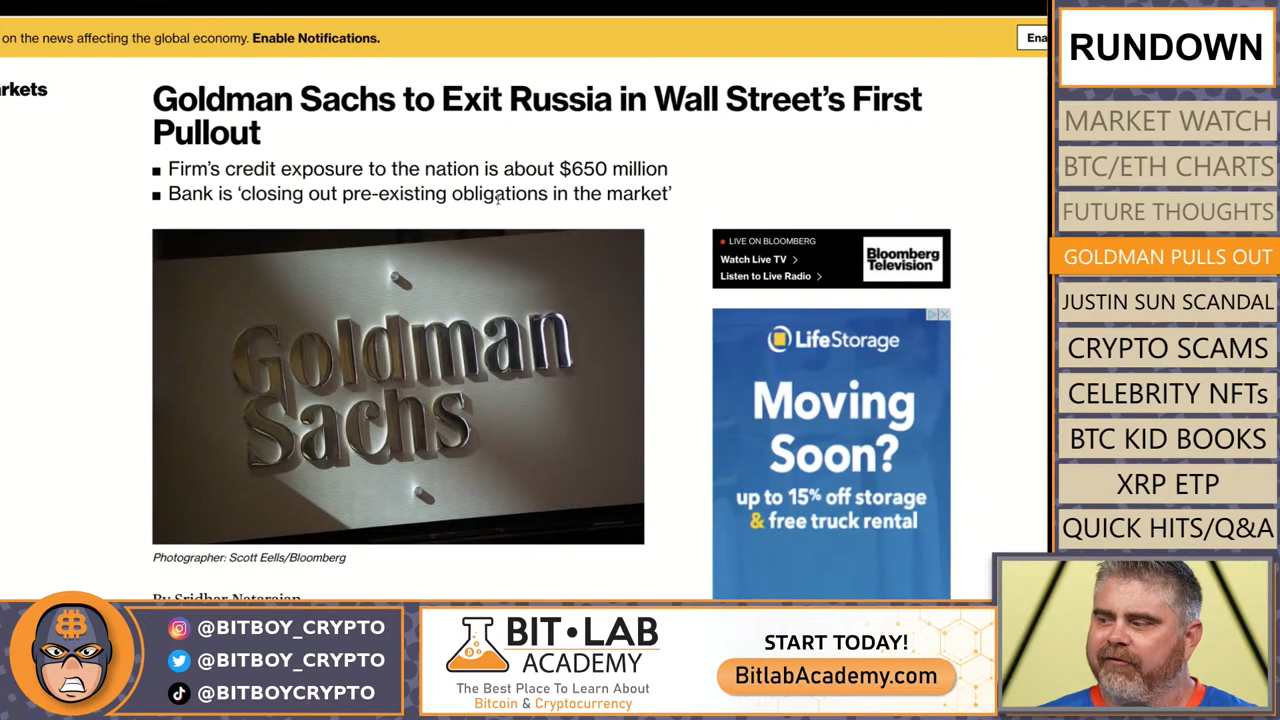 on the news affecting the global economy. Enable Notifications.
Ena
rkets
Goldman Sachs to Exit Russia in Wall Street’s First
Pullout
■ Firm’s credit exposure to the nation is about $650 million
■ Bank is ‘closing out pre-existing obligations in the market’
Goldman
Sachs
Photographer: Scott Eells/Bloomberg
By Sridhar Natarajan
LIVE ON BLOOMBERG
Watch Live TV >
Listen to Live Radio >
Bloomberg
Television
LifeStorage
Moving
Soon?
up to 15% off storage
& free truck rental
RUNDOWN
MARKET WATCH
BTC/ETH CHARTS
FUTURE THOUGHTS
GOLDMAN PULLS OUT
JUSTIN SUN SCANDAL
CRYPTO SCAMS
CELEBRITY NFTs
BTC KID BOOKS
XRP ETP
QUICK HITS/Q&A
@BITBOY_CRYPTO
@BITBOY_CRYPTO
@BITBOYCRYPTO
BIT•LAB
ACADEMY
The Best Place To Learn About
Bitcoin & Cryptocurrency
START TODAY!
BitlabAcademy.com